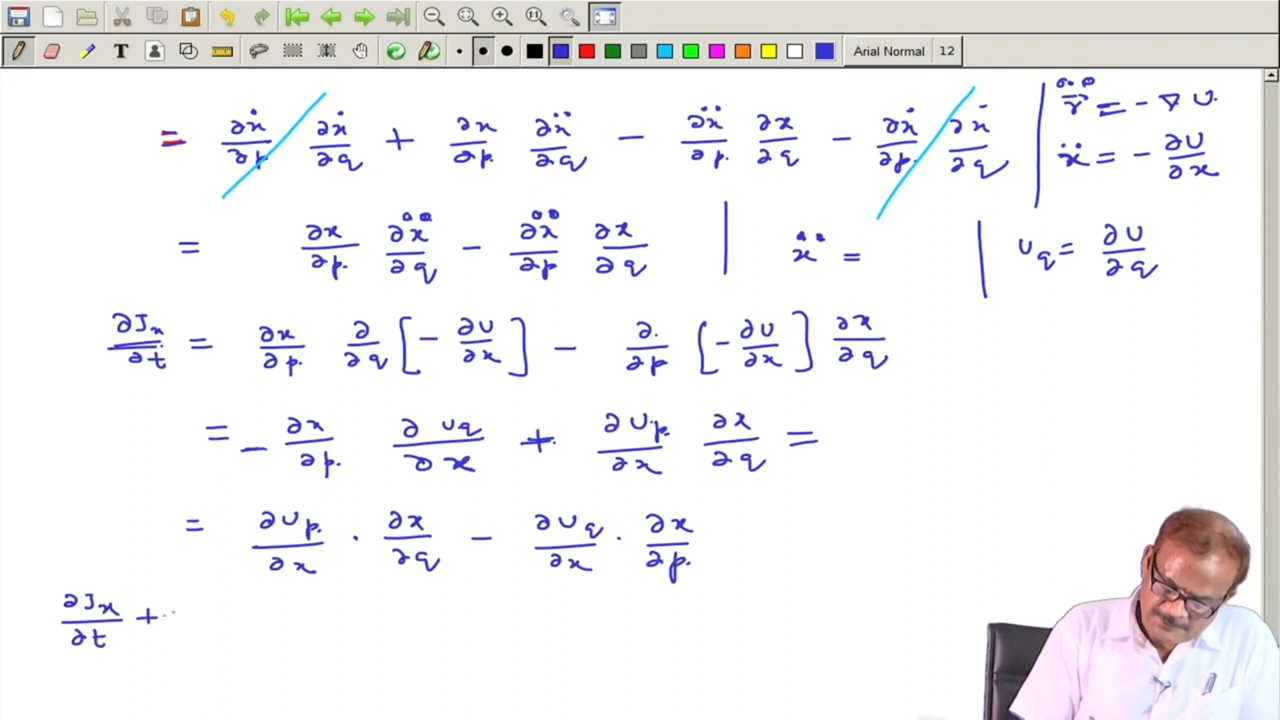 Arial Normal 12
= ∂ẋ/∂p ∂ẋ/∂q + ∂x/∂p. ∂ẍ/∂q − ∂ẍ/∂p. ∂x/∂q − ∂ẋ/∂p. ∂ẋ/∂q | r̈ = − ∇ U.
ẍ = − ∂U/∂x
= ∂x/∂p. ∂ẍ/∂q − ∂ẍ/∂p ∂x/∂q | ẍ = | U_q = ∂U/∂q
∂J_x/∂t = ∂x/∂p. ∂/∂q [− ∂U/∂x] − ∂./∂p [− ∂U/∂x] ∂x/∂q
= − ∂x/∂p. ∂U_q/∂x + ∂U_p./∂x ∂x/∂q =
= ∂U_p./∂x · ∂x/∂q − ∂U_q/∂x · ∂x/∂p.
∂J_x/∂t +